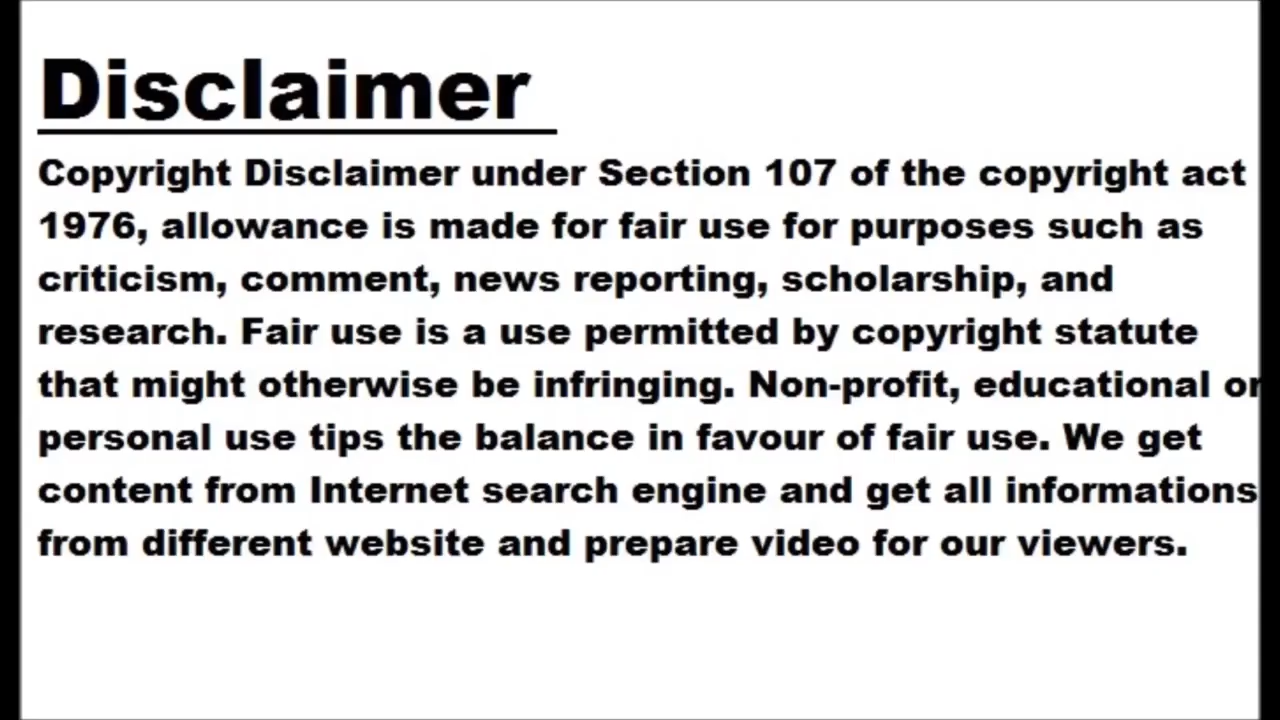 Disclaimer
Copyright Disclaimer under Section 107 of the copyright act
1976, allowance is made for fair use for purposes such as
criticism, comment, news reporting, scholarship, and
research. Fair use is a use permitted by copyright statute
that might otherwise be infringing. Non-profit, educational or
personal use tips the balance in favour of fair use. We get
content from Internet search engine and get all informations
from different website and prepare video for our viewers.